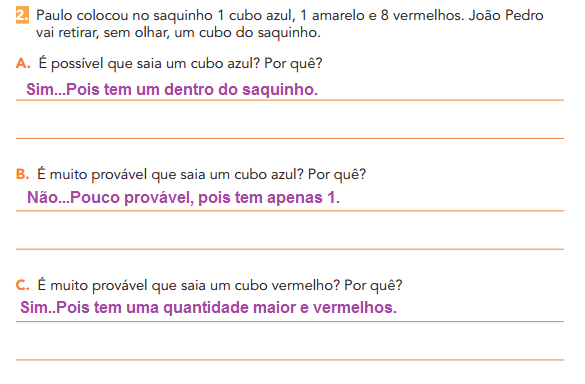 2. Paulo colocou no saquinho 1 cubo azul, 1 amarelo e 8 vermelhos. João Pedro
vai retirar, sem olhar, um cubo do saquinho.
A. É possível que saia um cubo azul? Por quê?
Sim...Pois tem um dentro do saquinho.
B. É muito provável que saia um cubo azul? Por quê?
Não...Pouco provável, pois tem apenas 1.
C. É muito provável que saia um cubo vermelho? Por quê?
Sim..Pois tem uma quantidade maior e vermelhos.